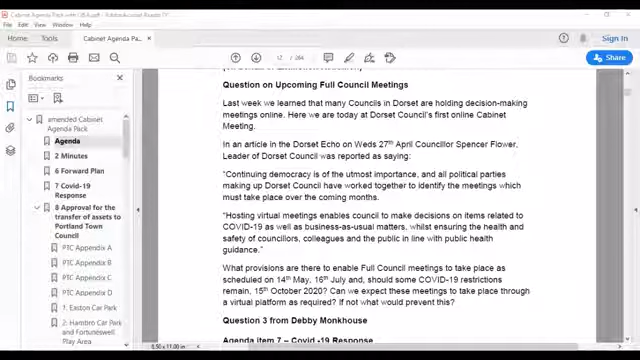 Cabinet Agenda Pack with
File Edit View Window Help
Home Tools
Cabinet Agenda Pa...
Sign In
12 / 264
Share
Bookmarks
amended Cabinet
Agenda Pack
Agenda
2 Minutes
6 Forward Plan
7 Covid-19
Response
8 Approval for the
transfer of assets to
Portland Town
Council
PTC Appendix A
PTC Appendix B
PTC Appendix C
PTC Appendix D
1: Easton Car Park
2: Hambro Car Park
and Fortuneswell
Play Area
Question on Upcoming Full Council Meetings
Last week we learned that many Councils in Dorset are holding decision-making
meetings online. Here we are today at Dorset Council's first online Cabinet
Meeting.
In an article in the Dorset Echo on Weds 27th April Councillor Spencer Flower,
Leader of Dorset Council was reported as saying:
"Continuing democracy is of the utmost importance, and all political parties
making up Dorset Council have worked together to identify the meetings which
must take place over the coming months.
"Hosting virtual meetings enables council to make decisions on items related to
COVID-19 as well as business-as-usual matters, whilst ensuring the health and
safety of councillors, colleagues and the public in line with public health
guidance."
What provisions are there to enable Full Council meetings to take place as
scheduled on 14th May, 16th July and, should some COVID-19 restrictions
remain, 15th October 2020? Can we expect these meetings to take place through
a virtual platform as required? If not what would prevent this?
Question 3 from Debby Monkhouse
Agenda item 7 – Covid -19 Response
8.50 x 11.00 in